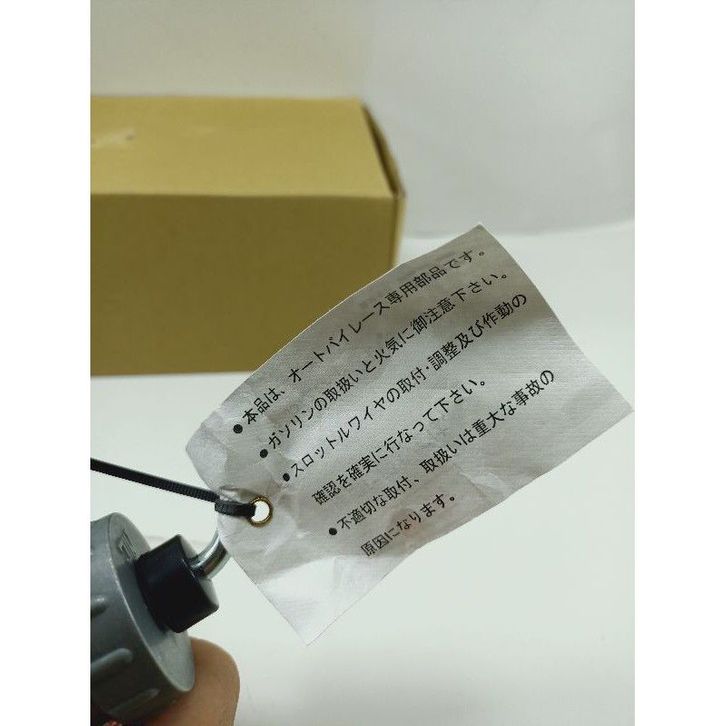 ●本品は、オートバイレース専用部品です。
●ガソリンの取扱いと火気に御注意下さい。
●スロットルワイヤの取付・調整及び作動の
確認を確実に行なって下さい。
●不適切な取付、取扱いは重大な事故の
原因になります。